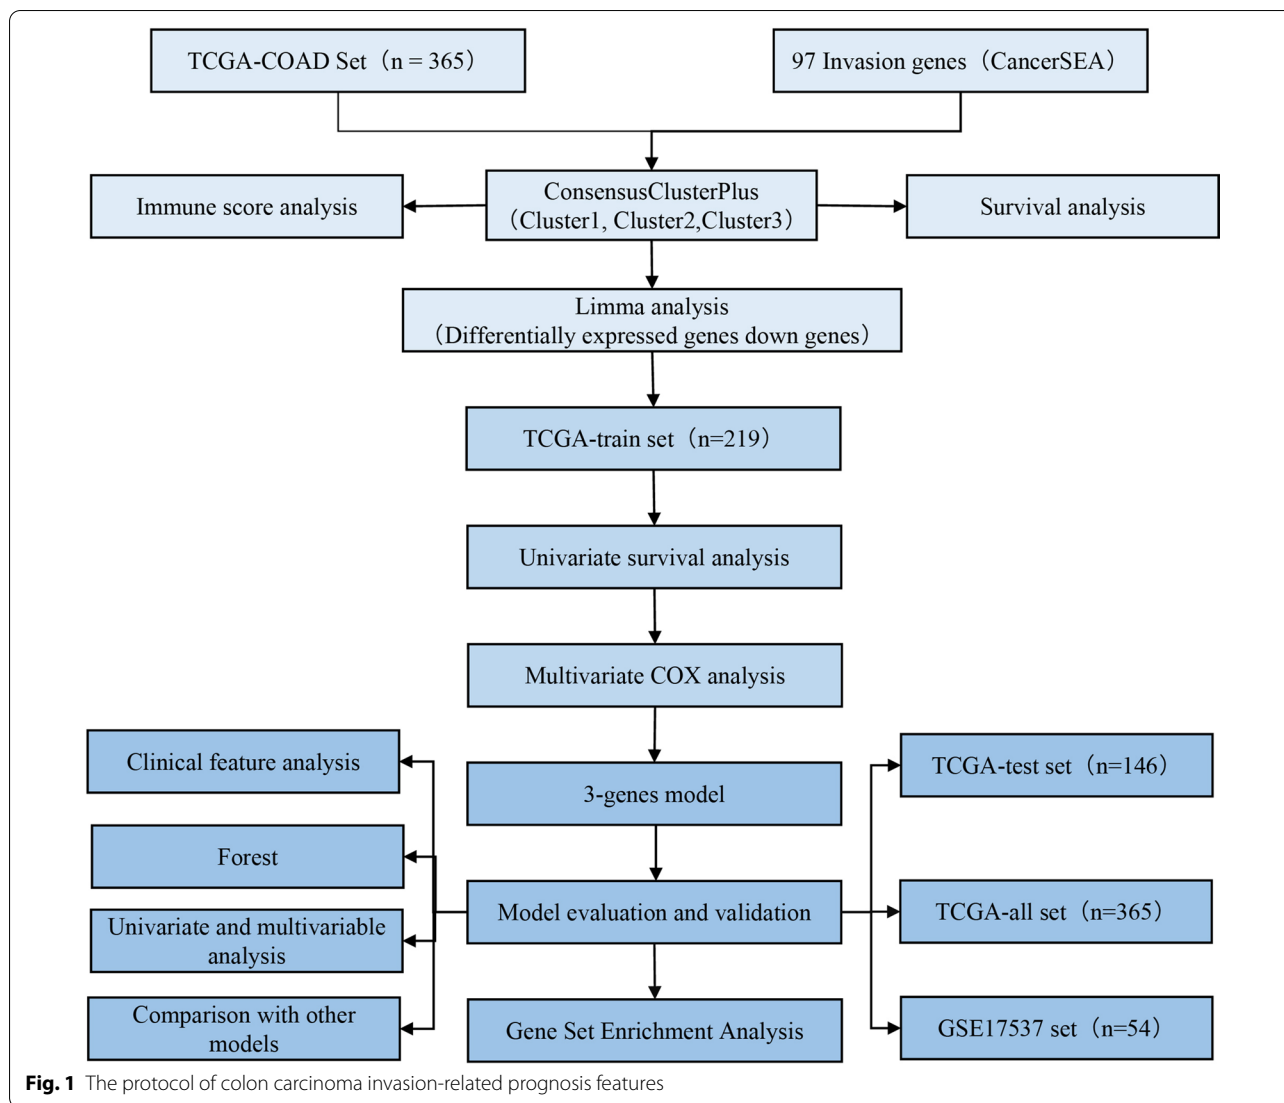 TCGA-COAD Set（n = 365）
97 Invasion genes（CancerSEA）
Immune score analysis
ConsensusClusterPlus
（Cluster1, Cluster2,Cluster3）
Survival analysis
Limma analysis
（Differentially expressed genes down genes）
TCGA-train set（n=219）
Univariate survival analysis
Multivariate COX analysis
3-genes model
Model evaluation and validation
Gene Set Enrichment Analysis
Clinical feature analysis
Forest
Univariate and multivariable
analysis
Comparison with other
models
TCGA-test set（n=146）
TCGA-all set（n=365）
GSE17537 set（n=54）
Fig. 1 The protocol of colon carcinoma invasion-related prognosis features